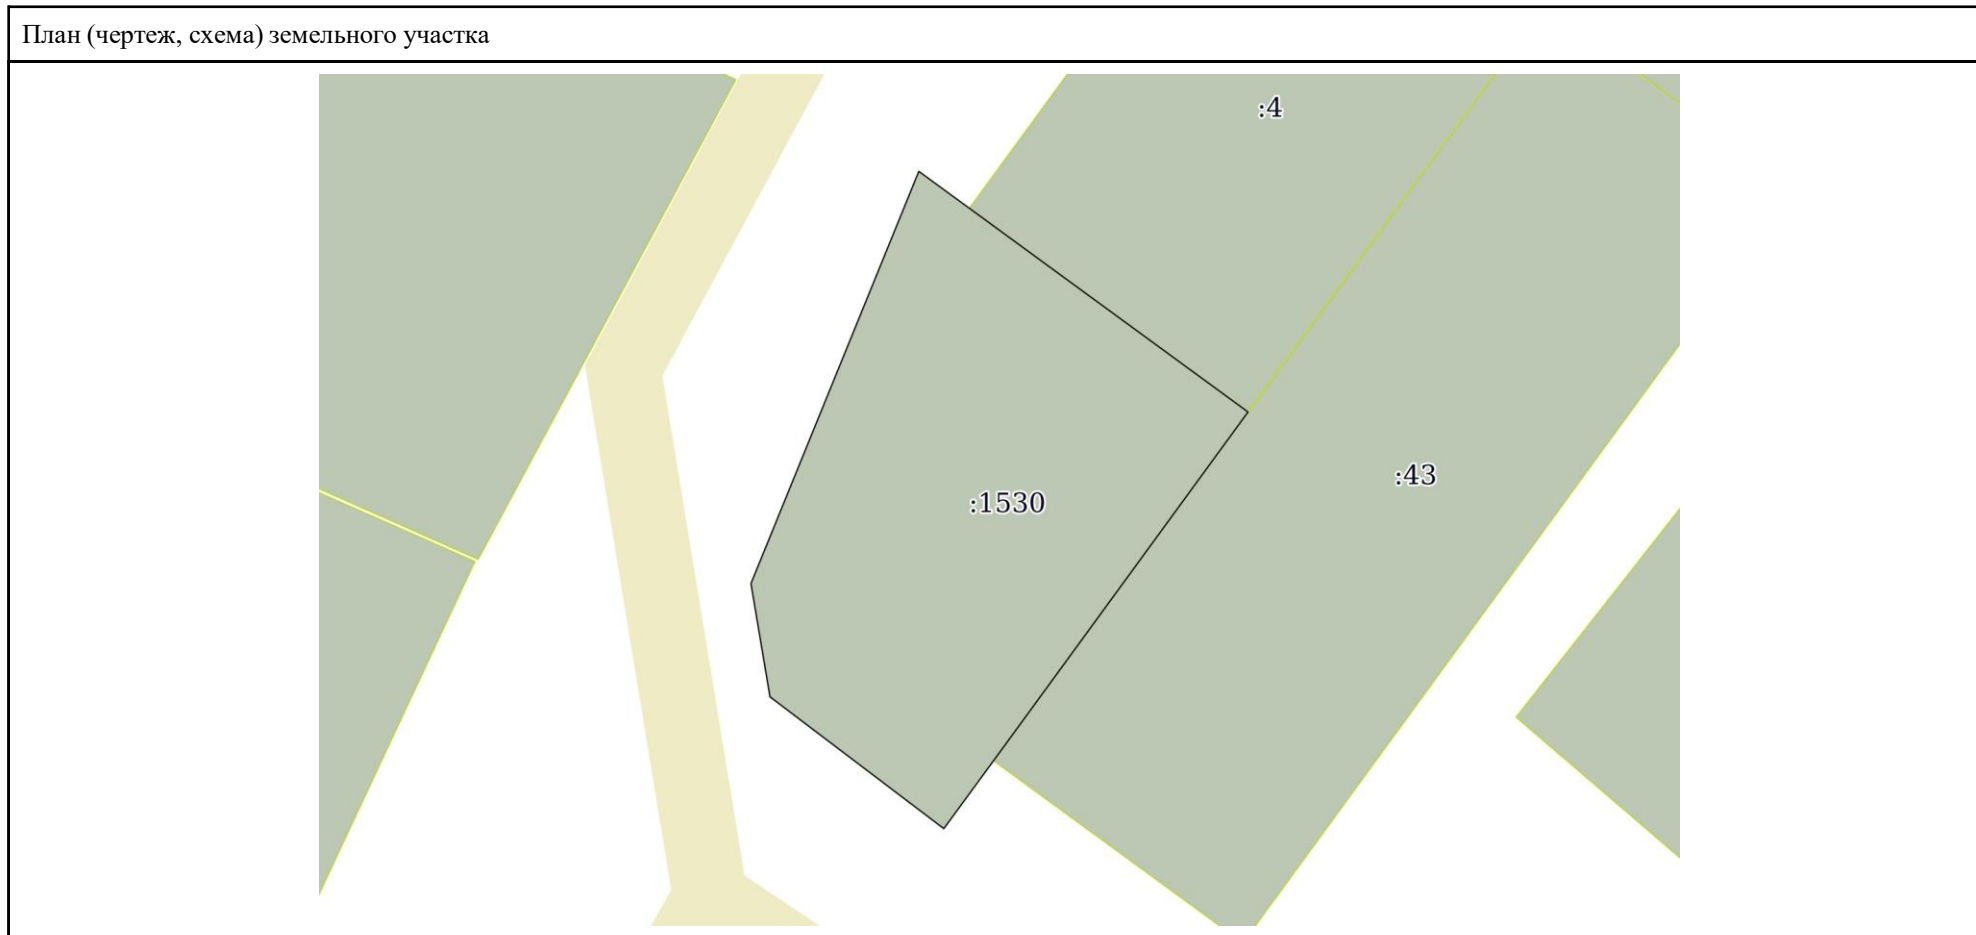 План (чертеж, схема) земельного участка
:4
:43
:1530